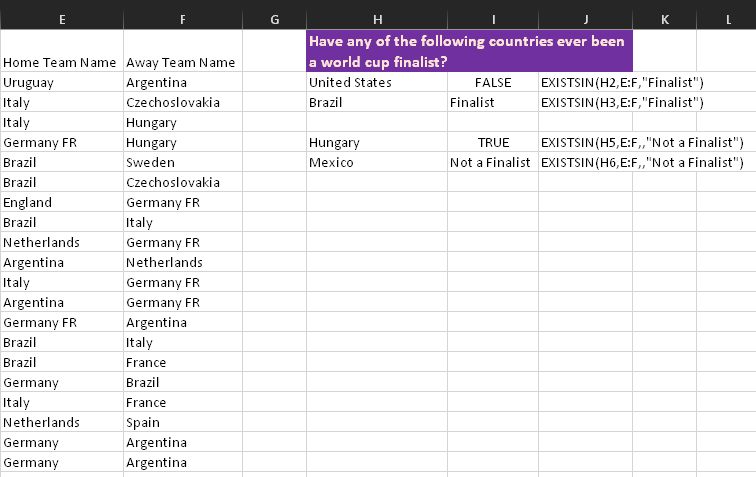 E F G H I J K L
Have any of the following countries ever been
Home Team Name Away Team Name a world cup finalist?
Uruguay Argentina United States FALSE EXISTSIN(H2,E:F,"Finalist")
Italy Czechoslovakia Brazil Finalist EXISTSIN(H3,E:F,"Finalist")
Italy Hungary
Germany FR Hungary Hungary TRUE EXISTSIN(H5,E:F,,"Not a Finalist")
Brazil Sweden Mexico Not a Finalist EXISTSIN(H6,E:F,,"Not a Finalist")
Brazil Czechoslovakia
England Germany FR
Brazil Italy
Netherlands Germany FR
Argentina Netherlands
Italy Germany FR
Argentina Germany FR
Germany FR Argentina
Brazil Italy
Brazil France
Germany Brazil
Italy France
Netherlands Spain
Germany Argentina
Germany Argentina